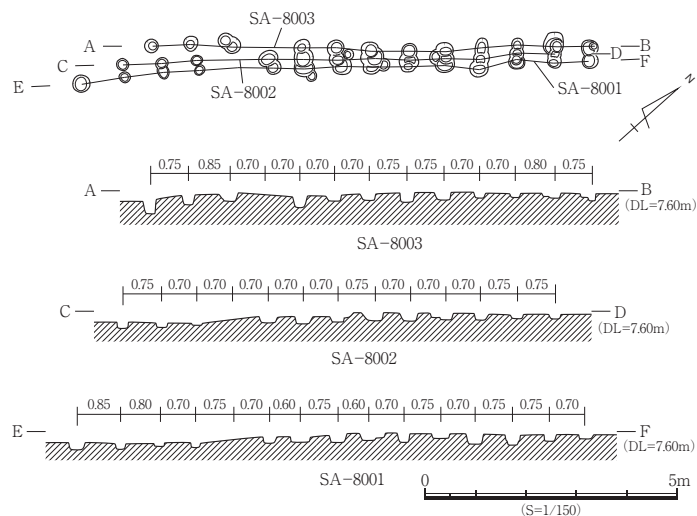 SA-8003
A B
C D
E F
SA-8002
SA-8001
N
0.75 0.85 0.70 0.70 0.70 0.70 0.75 0.75 0.70 0.70 0.80 0.75
A B
(DL=7.60m)
SA-8003
0.75 0.70 0.70 0.70 0.70 0.70 0.75 0.70 0.70 0.70 0.75 0.75
C D
(DL=7.60m)
SA-8002
0.85 0.80 0.70 0.75 0.70 0.60 0.75 0.60 0.70 0.75 0.70 0.75 0.75 0.70
E F
(DL=7.60m)
SA-8001
0 5m
(S=1/150)